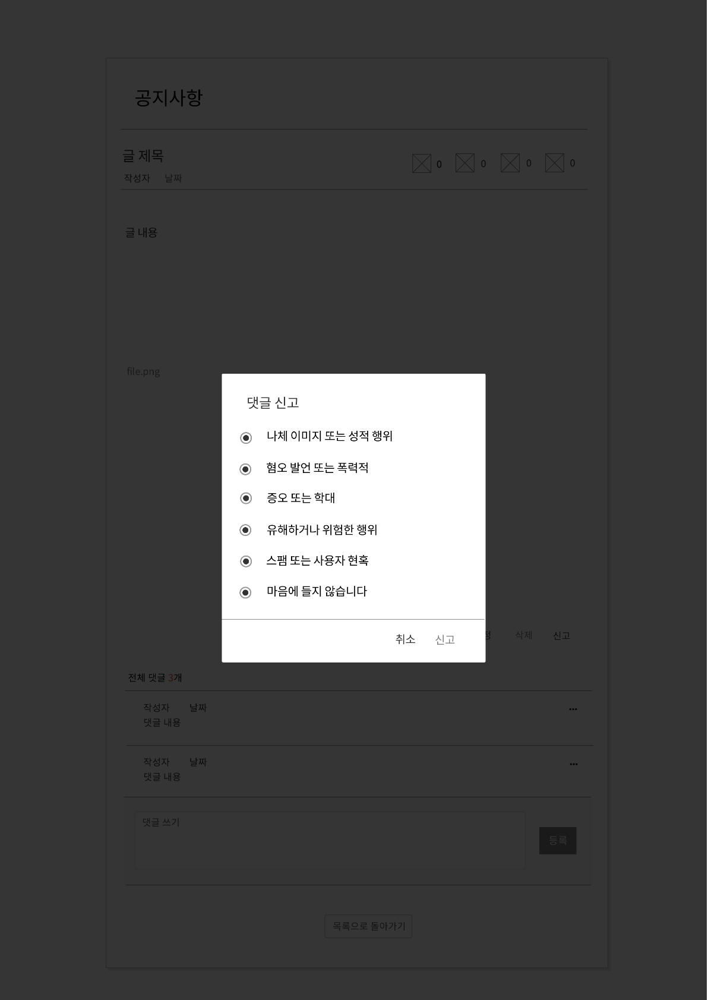 공지사항
글 제목
0 0 0 0
작성자 날짜
글 내용
file.png
댓글 신고
나체 이미지 또는 성적 행위
혐오 발언 또는 폭력적
증오 또는 학대
유해하거나 위험한 행위
스팸 또는 사용자 현혹
마음에 들지 않습니다
취소 신고
삭제 신고
전체 댓글 3개
작성자 날짜
댓글 내용
작성자 날짜
댓글 내용
댓글 쓰기
등록
목록으로 돌아가기